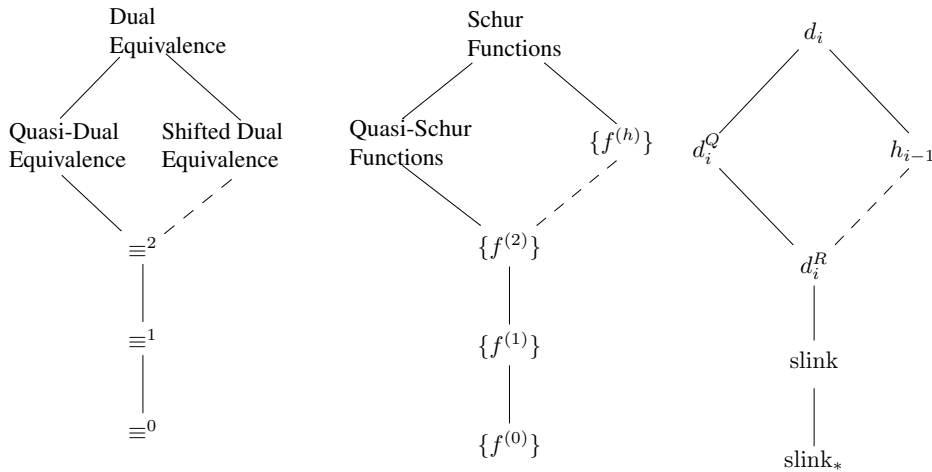 Dual
Equivalence
Quasi-Dual
Equivalence
Shifted Dual
Equivalence
≡²
≡¹
≡⁰
Schur
Functions
Quasi-Schur
Functions
{f^{(h)}}
{f^{(2)}}
{f^{(1)}}
{f^{(0)}}
d_i
d_i^Q
h_{i−1}
d_i^R
slink
slink_*